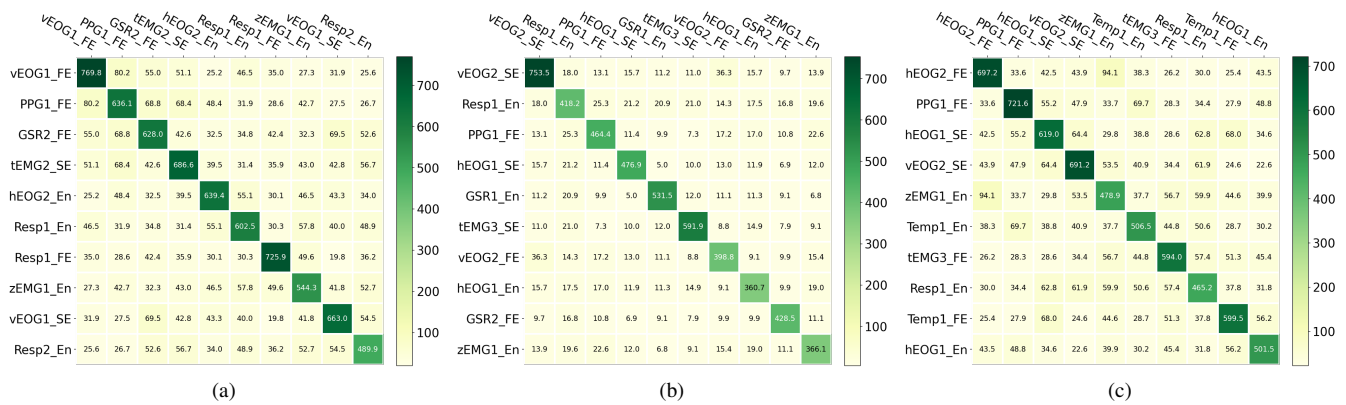 vEOG1_FE PPG1_FE GSR2_FE tEMG2_SE hEOG2_En Resp1_En Resp1_FE zEMG1_En vEOG1_SE Resp2_En
vEOG1_FE 769.8 80.2 55.0 51.1 25.2 46.5 35.0 27.3 31.9 25.6
PPG1_FE 80.2 636.1 68.8 68.4 48.4 31.9 28.6 42.7 27.5 26.7
GSR2_FE 55.0 68.8 628.0 42.6 32.5 34.8 42.4 32.3 69.5 52.6
tEMG2_SE 51.1 68.4 42.6 686.6 39.5 31.4 35.9 43.0 42.8 56.7
hEOG2_En 25.2 48.4 32.5 39.5 639.4 55.1 30.1 46.5 43.3 34.0
Resp1_En 46.5 31.9 34.8 31.4 55.1 602.5 30.3 57.8 40.0 48.9
Resp1_FE 35.0 28.6 42.4 35.9 30.1 30.3 725.9 49.6 19.8 36.2
zEMG1_En 27.3 42.7 32.3 43.0 46.5 57.8 49.6 544.3 41.8 52.7
vEOG1_SE 31.9 27.5 69.5 42.8 43.3 40.0 19.8 41.8 663.0 54.5
Resp2_En 25.6 26.7 52.6 56.7 34.0 48.9 36.2 52.7 54.5 489.9
700
600
500
400
300
200
100
(a)
vEOG2_SE Resp1_En PPG1_FE hEOG1_SE GSR1_En tEMG3_SE vEOG2_FE hEOG1_En GSR2_FE zEMG1_En
vEOG2_SE 753.5 18.0 13.1 15.7 11.2 11.0 36.3 15.7 9.7 13.9
Resp1_En 18.0 418.2 25.3 21.2 20.9 21.0 14.3 17.5 16.8 19.6
PPG1_FE 13.1 25.3 464.4 11.4 9.9 7.3 17.2 17.0 10.8 22.6
hEOG1_SE 15.7 21.2 11.4 476.9 5.0 10.0 13.0 11.9 6.9 12.0
GSR1_En 11.2 20.9 9.9 5.0 531.5 12.0 11.1 11.3 9.1 6.8
tEMG3_SE 11.0 21.0 7.3 10.0 12.0 591.9 8.8 14.9 7.9 9.1
vEOG2_FE 36.3 14.3 17.2 13.0 11.1 8.8 398.8 9.1 9.9 15.4
hEOG1_En 15.7 17.5 17.0 11.9 11.3 14.9 9.1 360.7 9.9 19.0
GSR2_FE 9.7 16.8 10.8 6.9 9.1 7.9 9.9 9.9 428.5 11.1
zEMG1_En 13.9 19.6 22.6 12.0 6.8 9.1 15.4 19.0 11.1 366.1
700
600
500
400
300
200
100
(b)
hEOG2_FE PPG1_FE hEOG1_SE vEOG2_SE zEMG1_En Temp1_En tEMG3_FE Resp1_En Temp1_FE hEOG1_En
hEOG2_FE 697.2 33.6 42.5 43.9 94.1 38.3 26.2 30.0 25.4 43.5
PPG1_FE 33.6 721.6 55.2 47.9 33.7 69.7 28.3 34.4 27.9 48.8
hEOG1_SE 42.5 55.2 619.0 64.4 29.8 38.8 28.6 62.8 68.0 34.6
vEOG2_SE 43.9 47.9 64.4 691.2 53.5 40.9 34.4 61.9 24.6 22.6
zEMG1_En 94.1 33.7 29.8 53.5 478.9 37.7 56.7 59.9 44.6 39.9
Temp1_En 38.3 69.7 38.8 40.9 37.7 506.5 44.8 50.6 28.7 30.2
tEMG3_FE 26.2 28.3 28.6 34.4 56.7 44.8 594.0 57.4 51.3 45.4
Resp1_En 30.0 34.4 62.8 61.9 59.9 50.6 57.4 465.2 37.8 31.8
Temp1_FE 25.4 27.9 68.0 24.6 44.6 28.7 51.3 37.8 599.5 56.2
hEOG1_En 43.5 48.8 34.6 22.6 39.9 30.2 45.4 31.8 56.2 501.5
700
600
500
400
300
200
100
(c)